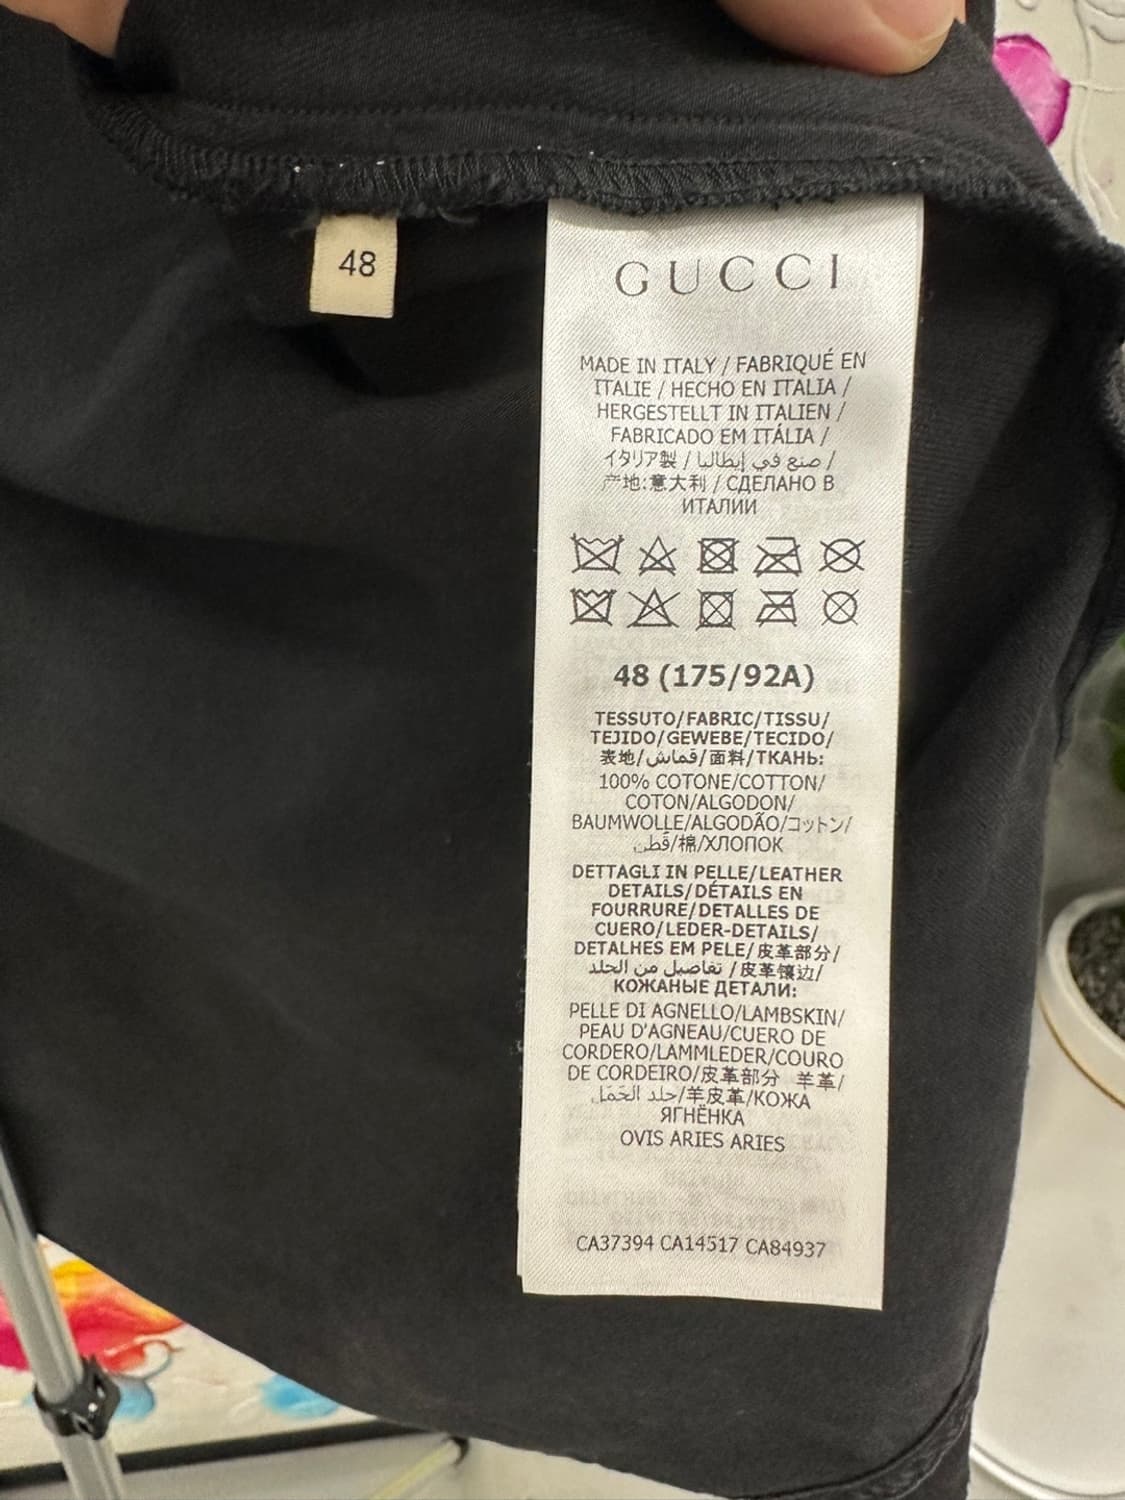 48
GUCCI
MADE IN ITALY / FABRIQUÉ EN
ITALIE / HECHO EN ITALIA /
HERGESTELLT IN ITALIEN /
FABRICADO EM ITÁLIA /
イタリア製 / صنع في إيطاليا /
产地:意大利 / СДЕЛАНО В
ИТАЛИИ
48 (175/92A)
TESSUTO/FABRIC/TISSU/
TEJIDO/GEWEBE/TECIDO/
表地/قماش/面料/ТКАНЬ:
100% COTONE/COTTON/
COTON/ALGODON/
BAUMWOLLE/ALGODÃO/コットン/
قطن/棉/ХЛОПОК
DETTAGLI IN PELLE/LEATHER
DETAILS/DÉTAILS EN
FOURRURE/DETALLES DE
CUERO/LEDER-DETAILS/
DETALHES EM PELE/皮革部分/
تفاصيل من الجلد /皮革镶边/
КОЖАНЫЕ ДЕТАЛИ:
PELLE DI AGNELLO/LAMBSKIN/
PEAU D'AGNEAU/CUERO DE
CORDERO/LAMMLEDER/COURO
DE CORDEIRO/皮革部分 羊革/
جلد الحَمَل/羊皮革/КОЖА
ЯГНЁНКА
OVIS ARIES ARIES
CA37394 CA14517 CA84937